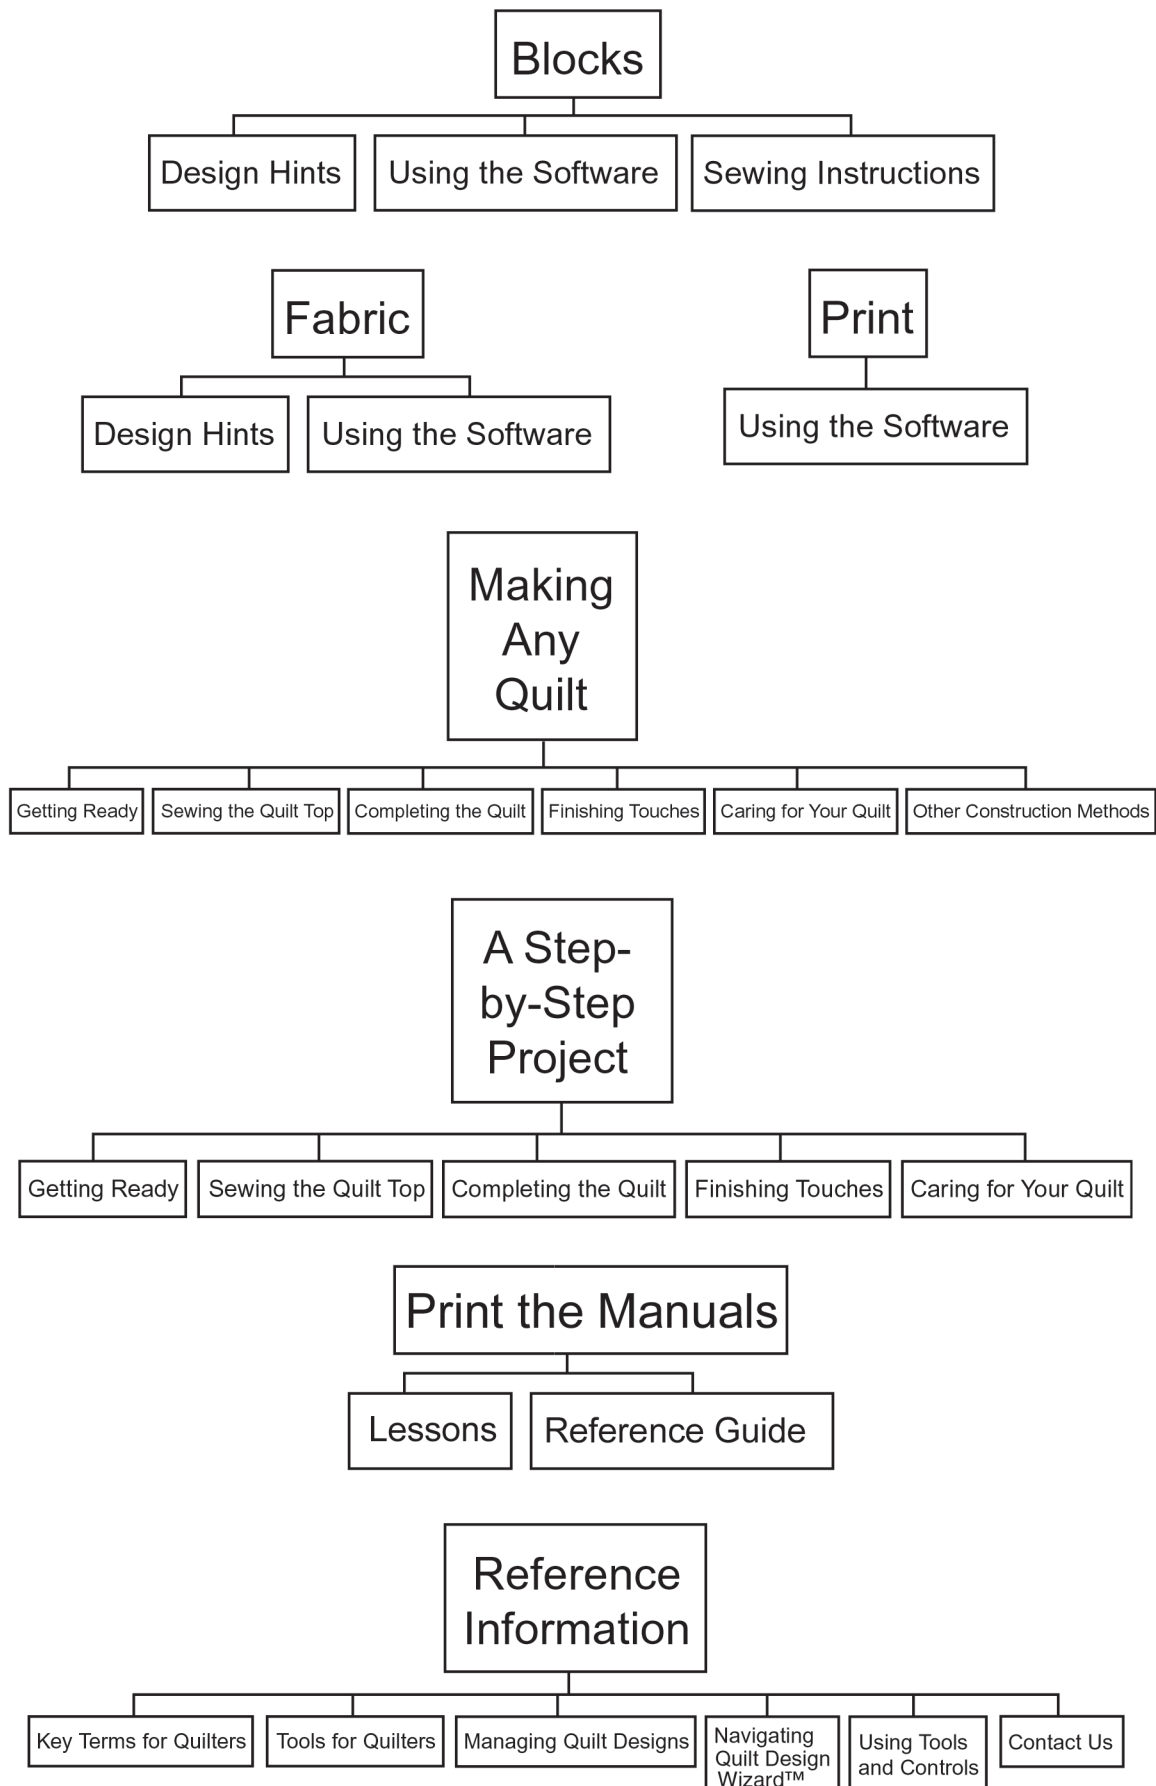 Blocks
Design Hints
Using the Software
Sewing Instructions
Fabric
Design Hints
Using the Software
Print
Using the Software
Making
Any
Quilt
Getting Ready
Sewing the Quilt Top
Completing the Quilt
Finishing Touches
Caring for Your Quilt
Other Construction Methods
A Step-
by-Step
Project
Getting Ready
Sewing the Quilt Top
Completing the Quilt
Finishing Touches
Caring for Your Quilt
Print the Manuals
Lessons
Reference Guide
Reference
Information
Key Terms for Quilters
Tools for Quilters
Managing Quilt Designs
Navigating
Quilt Design
Wizard™
Using Tools
and Controls
Contact Us